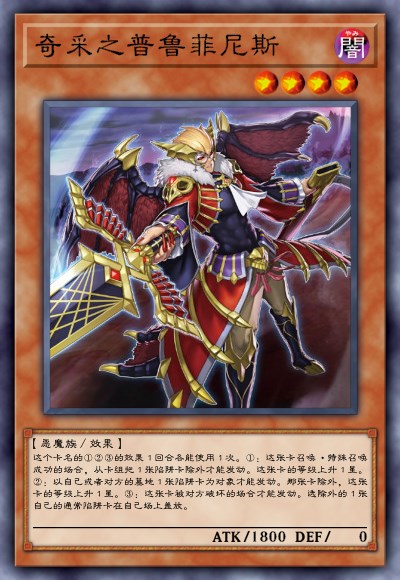 奇采之普鲁菲尼斯
やみ
闇
【恶魔族／效果】
这个卡名的①②③的效果1回合各能使用1次。①：这张卡召唤·特殊召唤
成功的场合，从卡组把1张陷阱卡除外才能发动。这张卡的等级上升1星。
②：以自己或者对方的墓地1张陷阱卡为对象才能发动。那张卡除外，这张
卡的等级上升1星。③：这张卡被对方破坏的场合才能发动。选除外的1张
自己的通常陷阱卡在自己场上盖放。
ATK/1800 DEF/ 0